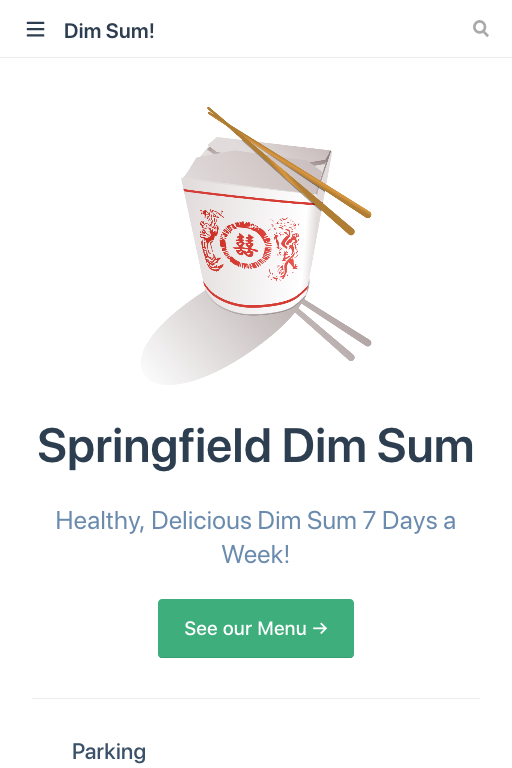 Dim Sum!
囍
Springfield Dim Sum
Healthy, Delicious Dim Sum 7 Days a
Week!
See our Menu →
Parking